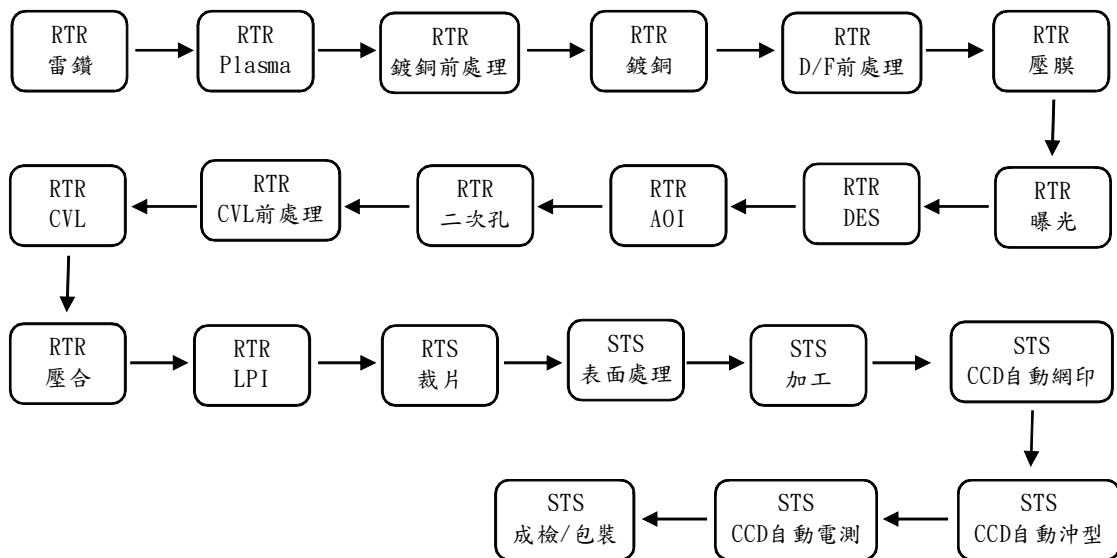 RTR
雷鑽
RTR
Plasma
RTR
鍍銅前處理
RTR
鍍銅
RTR
D/F前處理
RTR
壓膜
RTR
曝光
RTR
DES
RTR
AOI
RTR
二次孔
RTR
CVL前處理
RTR
CVL
RTR
壓合
RTR
LPI
RTS
裁片
STS
表面處理
STS
加工
STS
CCD自動網印
STS
CCD自動沖型
STS
CCD自動電測
STS
成檢/包裝